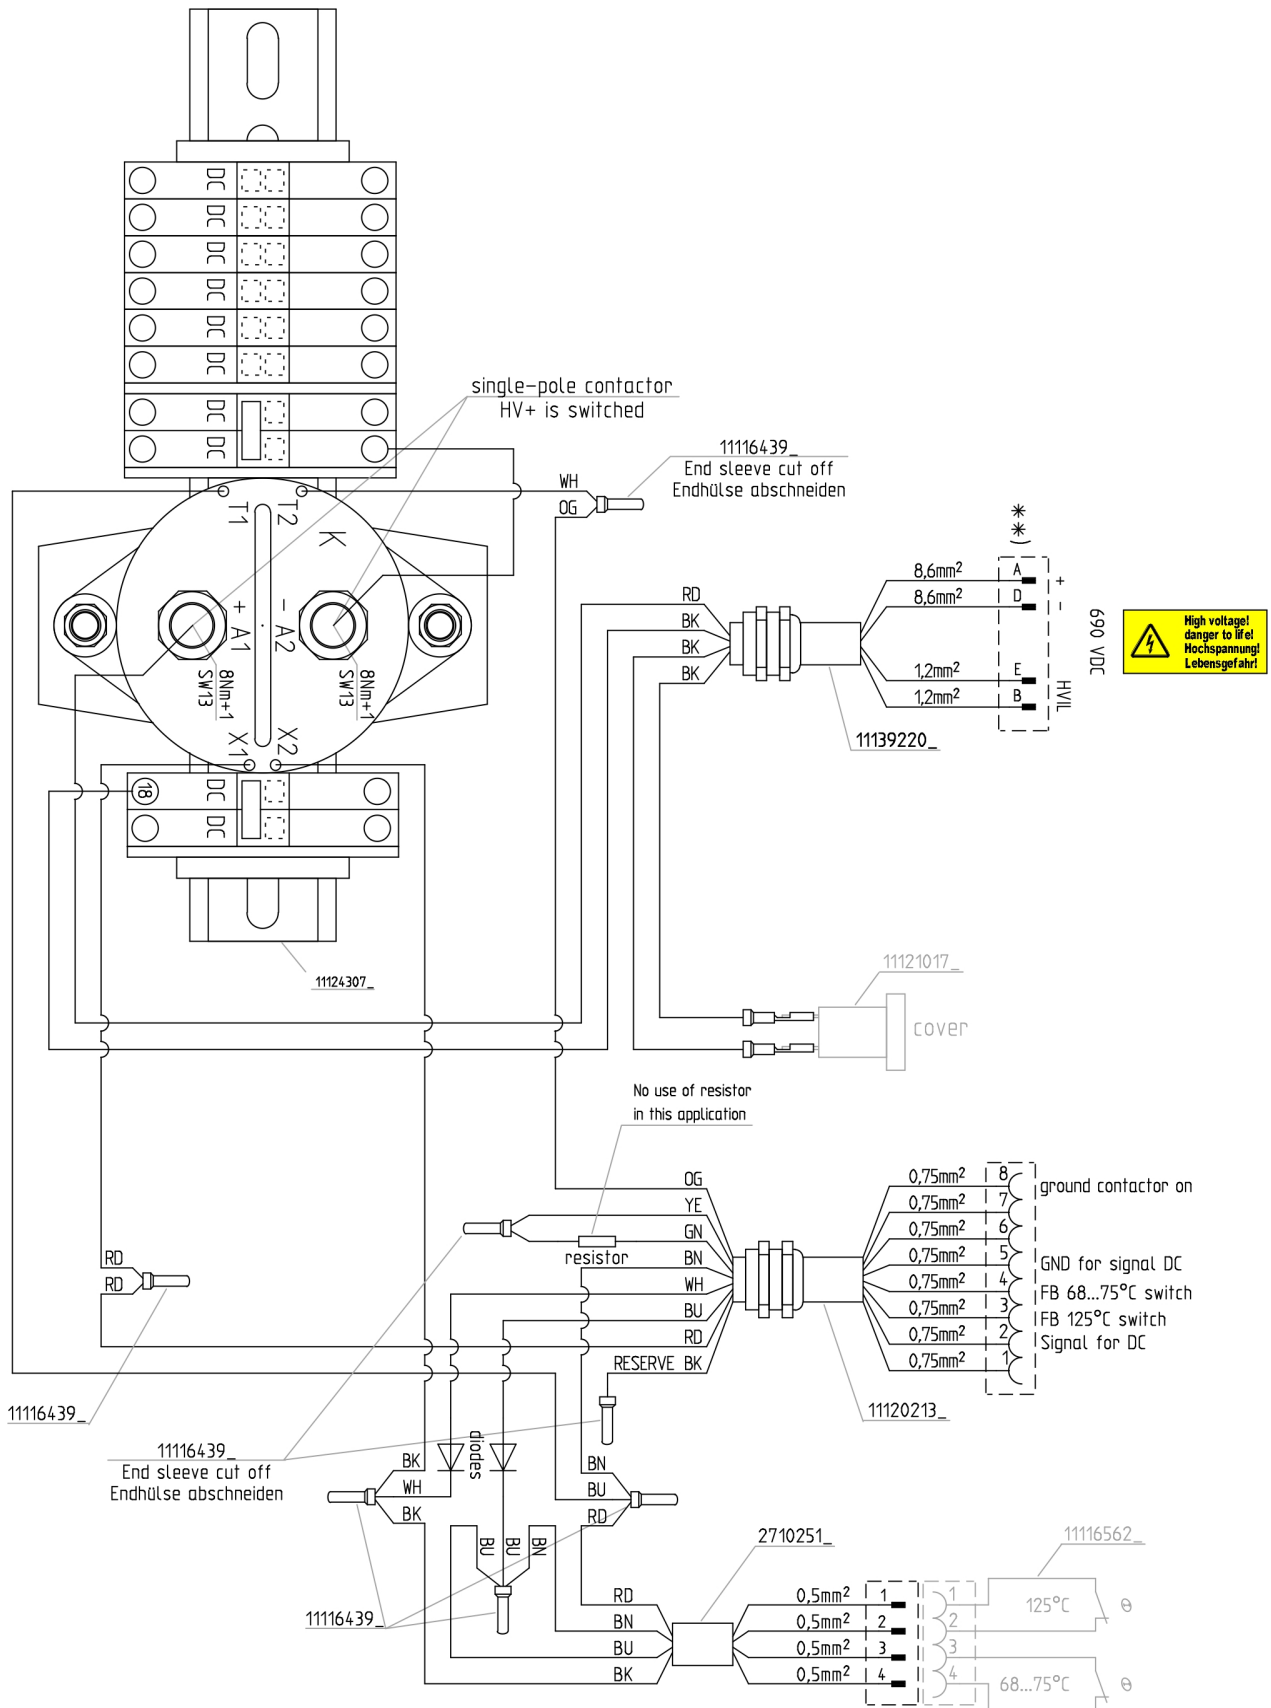 DC
DC
DC
DC
DC
DC
DC
DC
single-pole contactor
HV+ is switched
11116439_
End sleeve cut off
Endhülse abschneiden
WH
OG
T1
T2
K
+ A1
- A2
8Nm+1
SW13
8Nm+1
SW13
X1
X2
18
DC
DC
11124307_
RD
BK
BK
BK
8,6mm²
8,6mm²
1,2mm²
1,2mm²
**)
A
D
E
B
+
-
HVIL
690 VDC
High voltage!
danger to life!
Hochspannung!
Lebensgefahr!
11139220_
11121017_
cover
No use of resistor
in this application
OG
YE
GN
resistor
BN
WH
BU
RD
RESERVE BK
0,75mm²
0,75mm²
0,75mm²
0,75mm²
0,75mm²
0,75mm²
0,75mm²
0,75mm²
8
7
6
5
4
3
2
1
ground contactor on
GND for signal DC
FB 68...75°C switch
FB 125°C switch
Signal for DC
11120213_
RD
RD
11116439_
11116439_
End sleeve cut off
Endhülse abschneiden
diodes
BK
WH
BK
BN
BU
RD
BU
BU
BN
11116439_
2710251_
RD
BN
BU
BK
0,5mm²
0,5mm²
0,5mm²
0,5mm²
1
2
3
4
1
2
3
4
11116562_
125°C
θ
68...75°C
θ